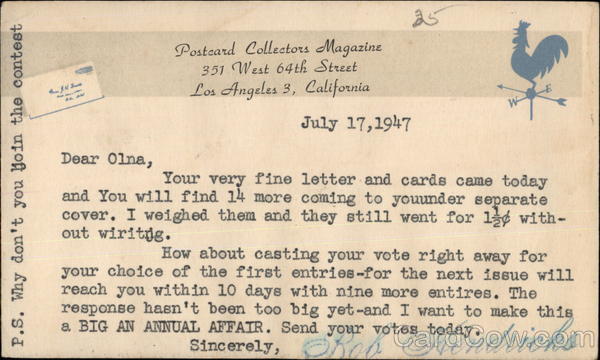 25
Postcard Collectors Magazine
351 West 64th Street
Los Angeles 3, California
W E
July 17,1947
Dear Olna,
Your very fine letter and cards came today
and You will find 14 more coming to youunder separate
cover. I weighed them and they still went for 1½¢ with-
out wiritng.
How about casting your vote right away for
your choice of the first entries-for the next issue will
reach you within 10 days with nine more entires. The
response hasn't been too big yet-and I want to make this
a BIG AN ANNUAL AFFAIR. Send your votes today.
Sincerely, Bob Hendricks
P.S. Why don't you join the contest
CardCow.com